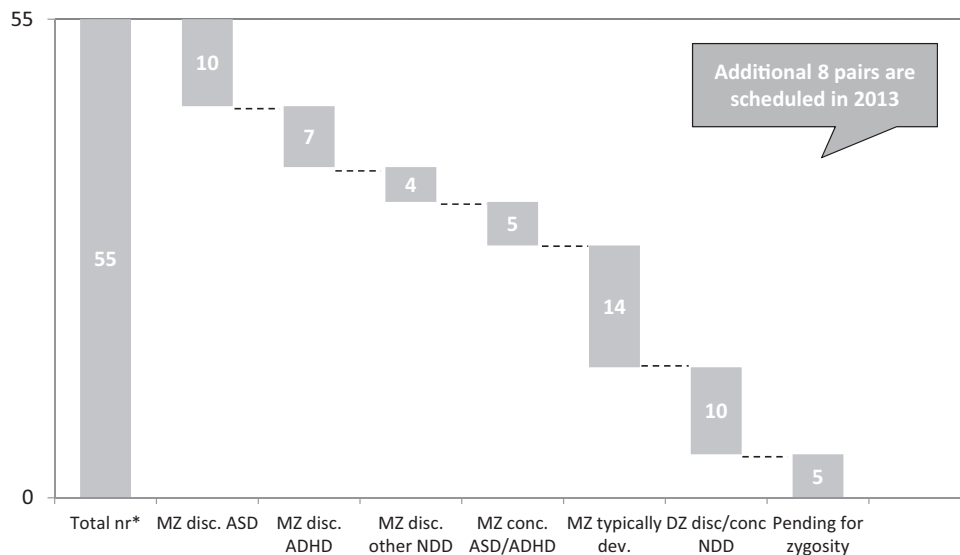 55
10
Additional 8 pairs are
scheduled in 2013
7
4
5
55
14
10
5
0
Total nr*
MZ disc. ASD
MZ disc.
ADHD
MZ disc.
other NDD
MZ conc.
ASD/ADHD
MZ typically
dev.
DZ disc/conc
NDD
Pending for
zygosity